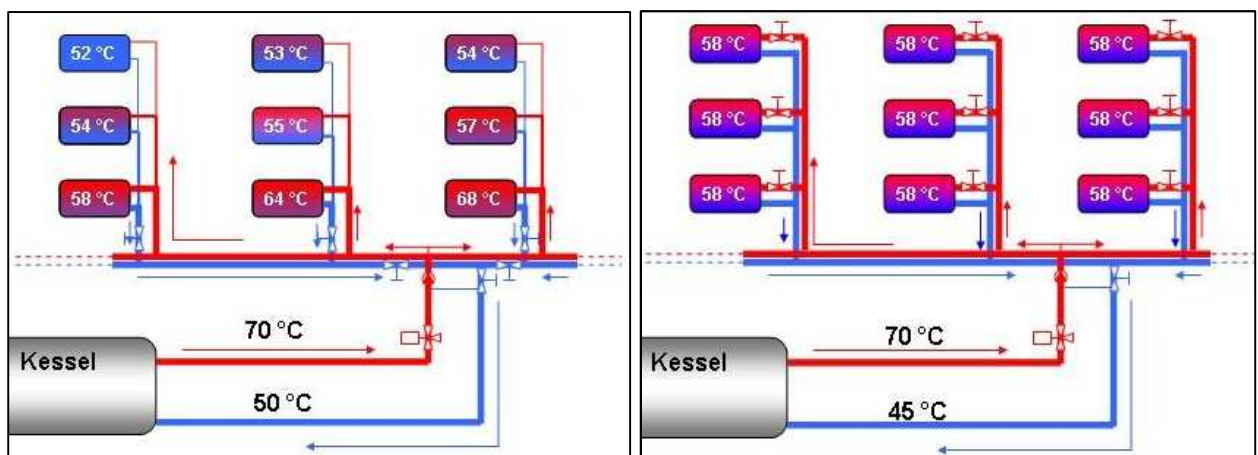 52 °C 53 °C 54 °C
54 °C 55 °C 57 °C
58 °C 64 °C 68 °C
70 °C
Kessel
50 °C
58 °C 58 °C 58 °C
58 °C 58 °C 58 °C
58 °C 58 °C 58 °C
70 °C
Kessel
45 °C